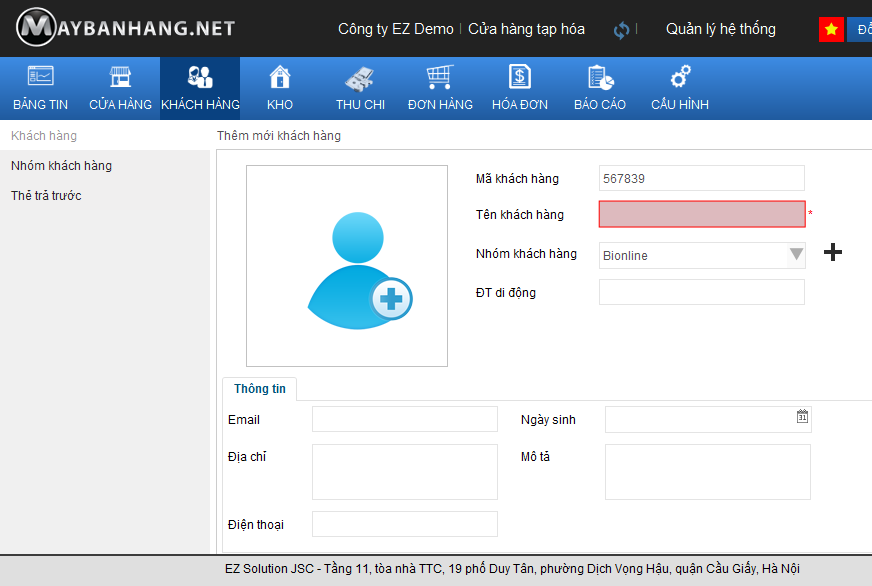 MAYBANHANG.NET
Công ty EZ Demo | Cửa hàng tạp hóa | Quản lý hệ thống
BẢNG TIN CỬA HÀNG KHÁCH HÀNG KHO THU CHI ĐƠN HÀNG HÓA ĐƠN BÁO CÁO CẤU HÌNH
Khách hàng
Nhóm khách hàng
Thẻ trả trước
Thêm mới khách hàng
Mã khách hàng 567839
Tên khách hàng *
Nhóm khách hàng Bionline
ĐT di động
Thông tin
Email
Ngày sinh 31
Địa chỉ
Mô tả
Điện thoại
EZ Solution JSC - Tầng 11, tòa nhà TTC, 19 phố Duy Tân, phường Dịch Vọng Hậu, quận Cầu Giấy, Hà Nội